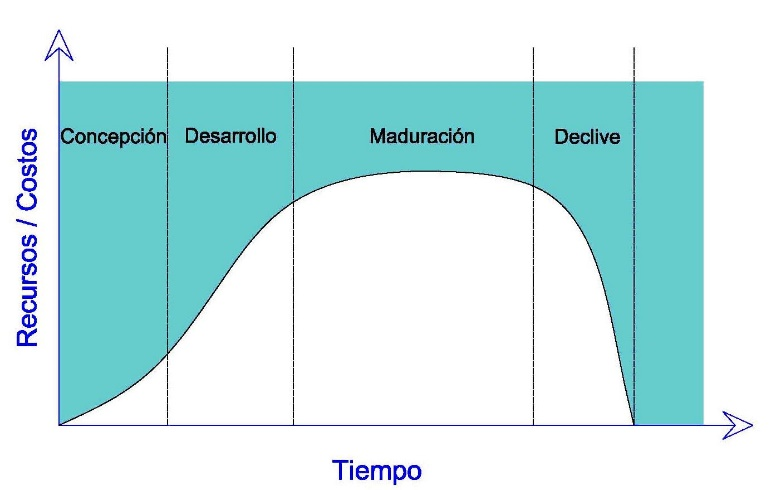 Concepción
Desarrollo
Maduración
Declive
Recursos / Costos
Tiempo